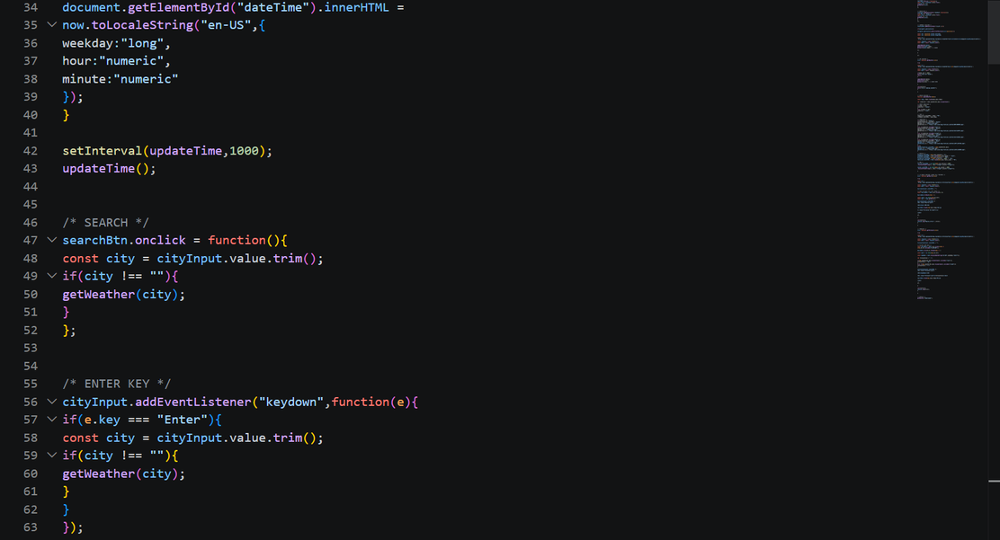 34 document.getElementById("dateTime").innerHTML =
35 now.toLocaleString("en-US",{
36 weekday:"long",
37 hour:"numeric",
38 minute:"numeric"
39 });
40 }
41
42 setInterval(updateTime,1000);
43 updateTime();
44
45
46 /* SEARCH */
47 searchBtn.onclick = function(){
48 const city = cityInput.value.trim();
49 if(city !== ""){
50 getWeather(city);
51 }
52 };
53
54
55 /* ENTER KEY */
56 cityInput.addEventListener("keydown",function(e){
57 if(e.key === "Enter"){
58 const city = cityInput.value.trim();
59 if(city !== ""){
60 getWeather(city);
61 }
62 }
63 });